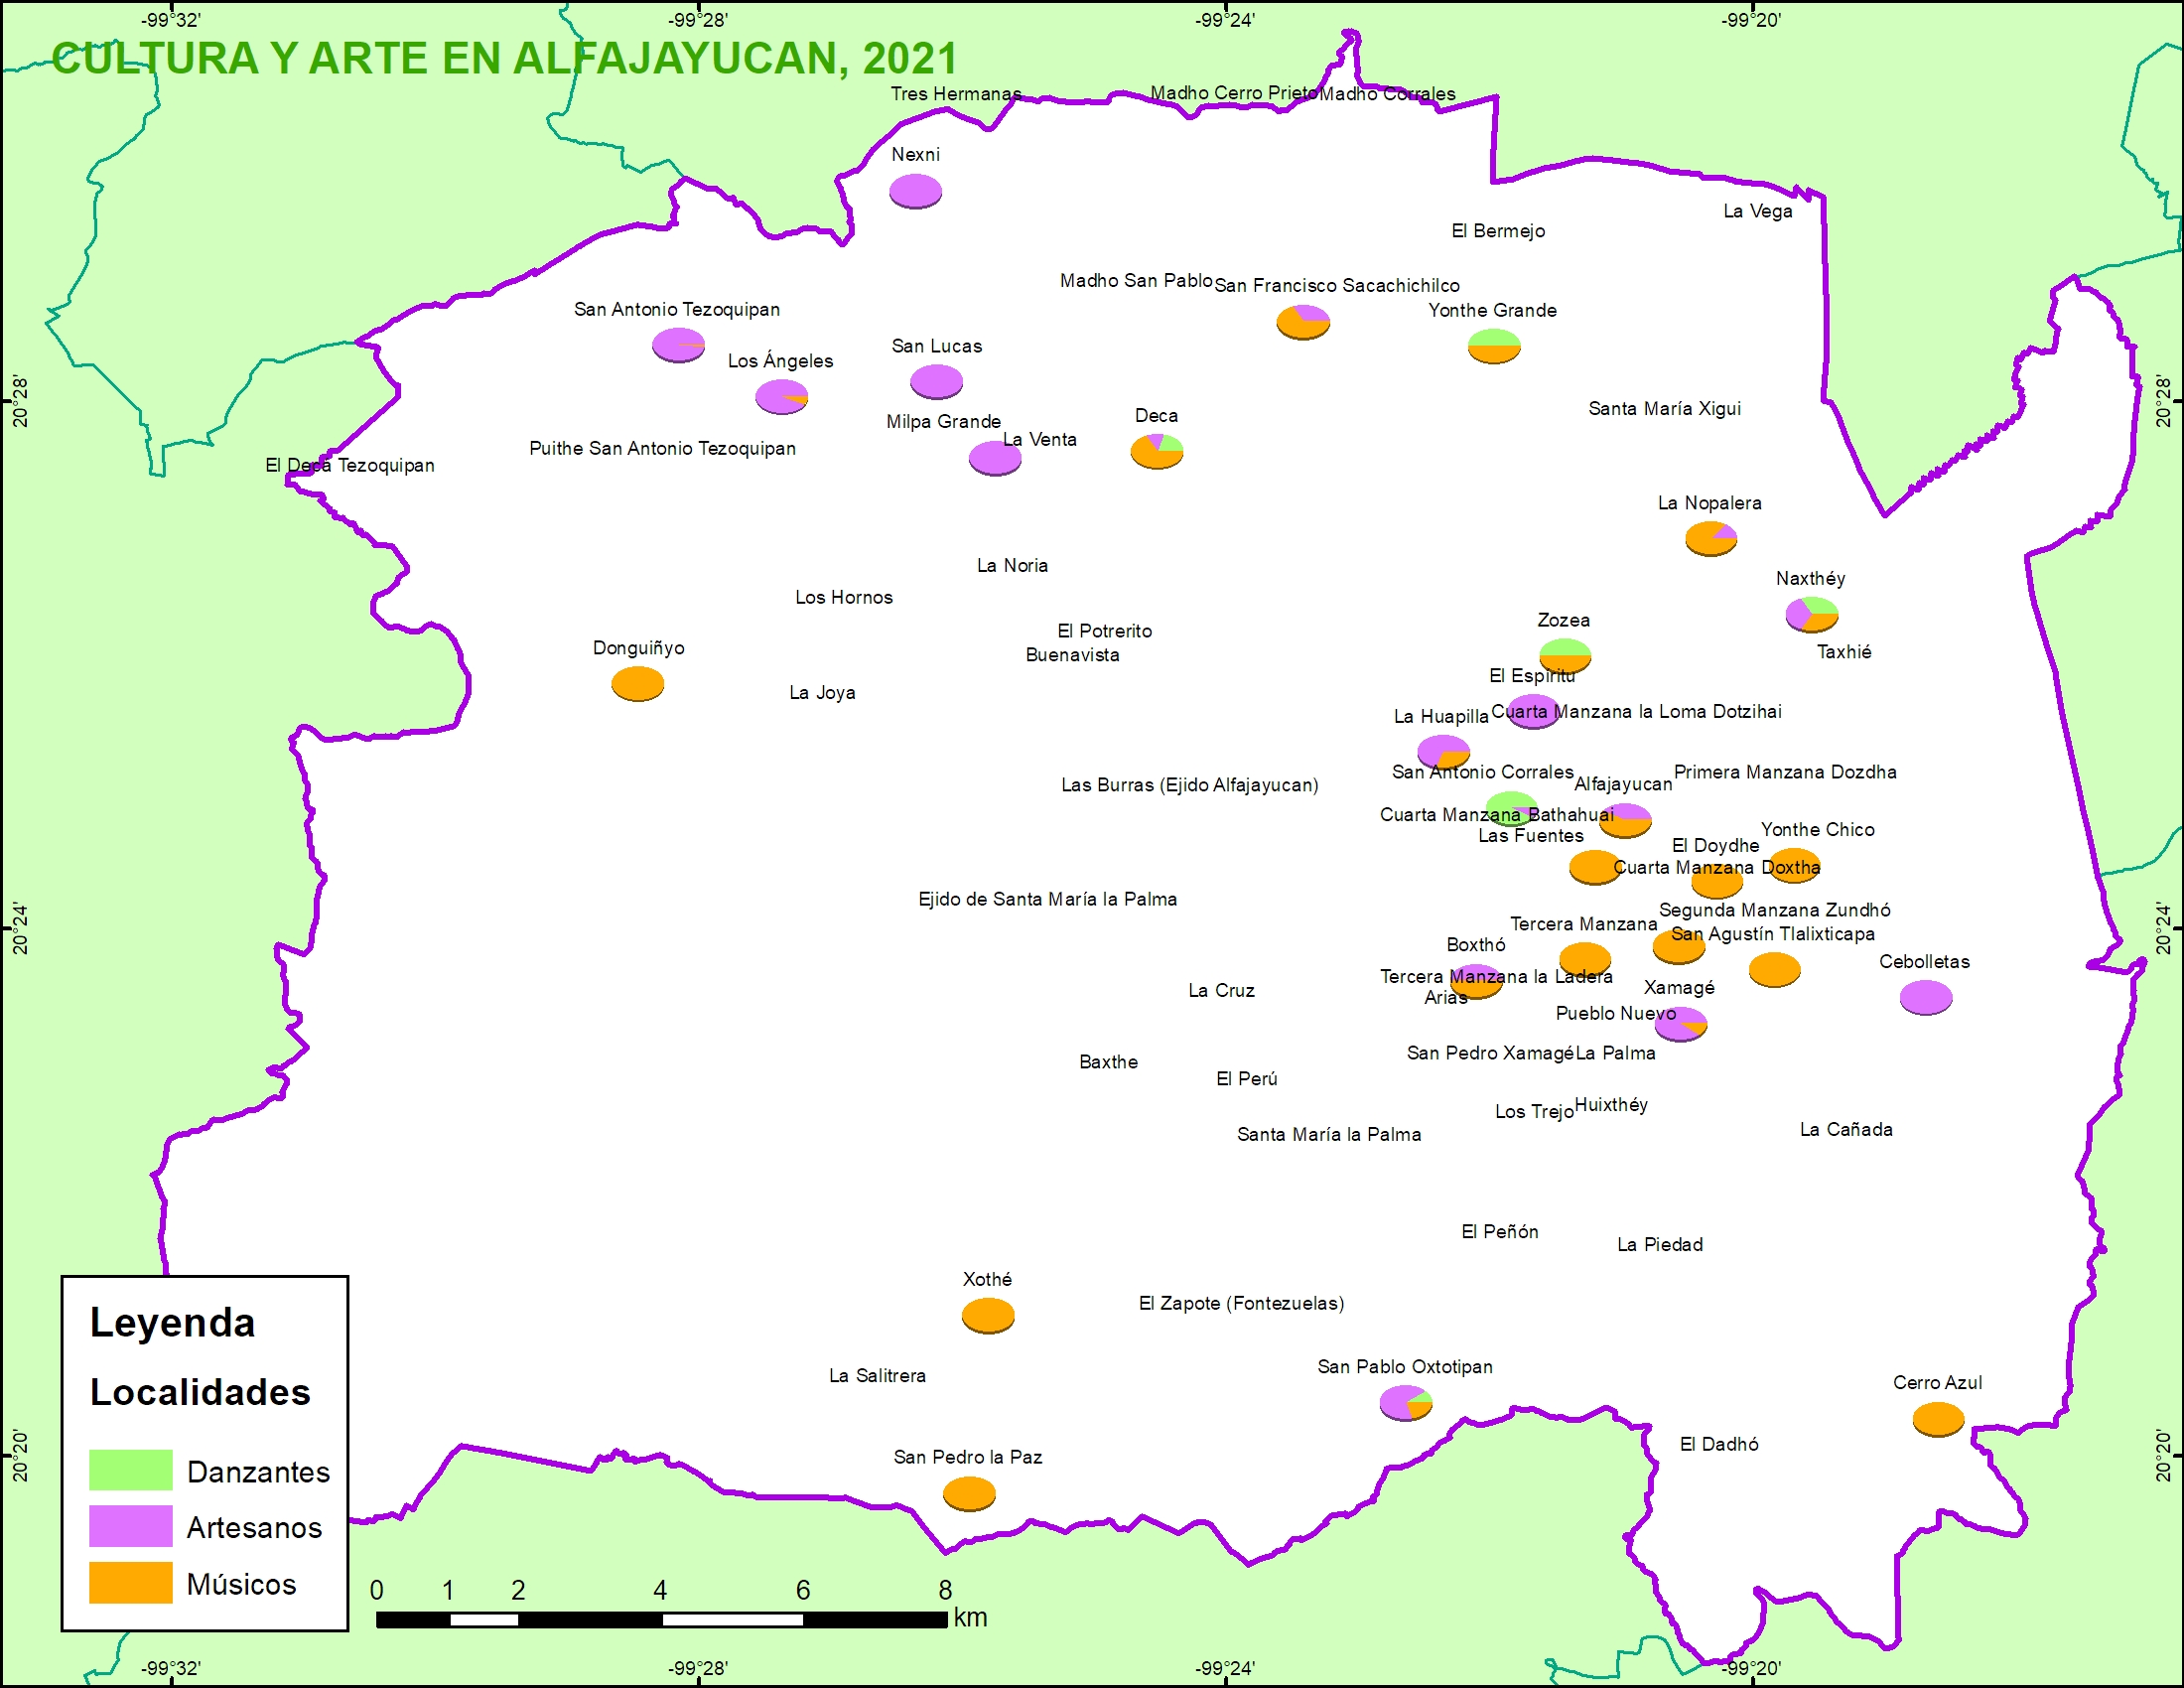 -99°32'
-99°28'
-99°24'
-99°20'
CULTURA Y ARTE EN ALFAJAYUCAN, 2021
Tres Hermanas
Madho Cerro Prieto
Madho Corrales
Nexni
La Vega
El Bermejo
Madho San Pablo
San Francisco Sacachichilco
San Antonio Tezoquipan
Yonthe Grande
San Lucas
Los Ángeles
20°28'
20°28'
Santa María Xigui
Deca
Milpa Grande
La Venta
Puithe San Antonio Tezoquipan
El Decá Tezoquipan
La Nopalera
La Noria
Naxthéy
Los Hornos
Zozea
El Potrerito
Donguiñyo
Taxhié
Buenavista
El Espiritu
La Joya
Cuarta Manzana la Loma Dotzihai
La Huapilla
San Antonio Corrales
Primera Manzana Dozdha
Las Burras (Ejido Alfajayucan)
Alfajayucan
Cuarta Manzana Bathahuai
Yonthe Chico
Las Fuentes
El Doydhe
Cuarta Manzana Doxtha
Ejido de Santa María la Palma
Segunda Manzana Zundhó
Tercera Manzana
20°24'
20°24'
San Agustín Tlalixticapa
Boxthó
Cebolletas
Tercera Manzana la Ladera
Xamagé
La Cruz
Arias
Pueblo Nuevo
San Pedro Xamagé
La Palma
Baxthe
El Perú
Huixthéy
Los Trejo
La Cañada
Santa María la Palma
El Peñón
La Piedad
Xothé
El Zapote (Fontezuelas)
San Pablo Oxtotipan
La Salitrera
Cerro Azul
El Dadhó
San Pedro la Paz
20°20'
20°20'
Leyenda
Localidades
Danzantes
Artesanos
Músicos
0 1 2 4 6 8
km
-99°32'
-99°28'
-99°24'
-99°20'